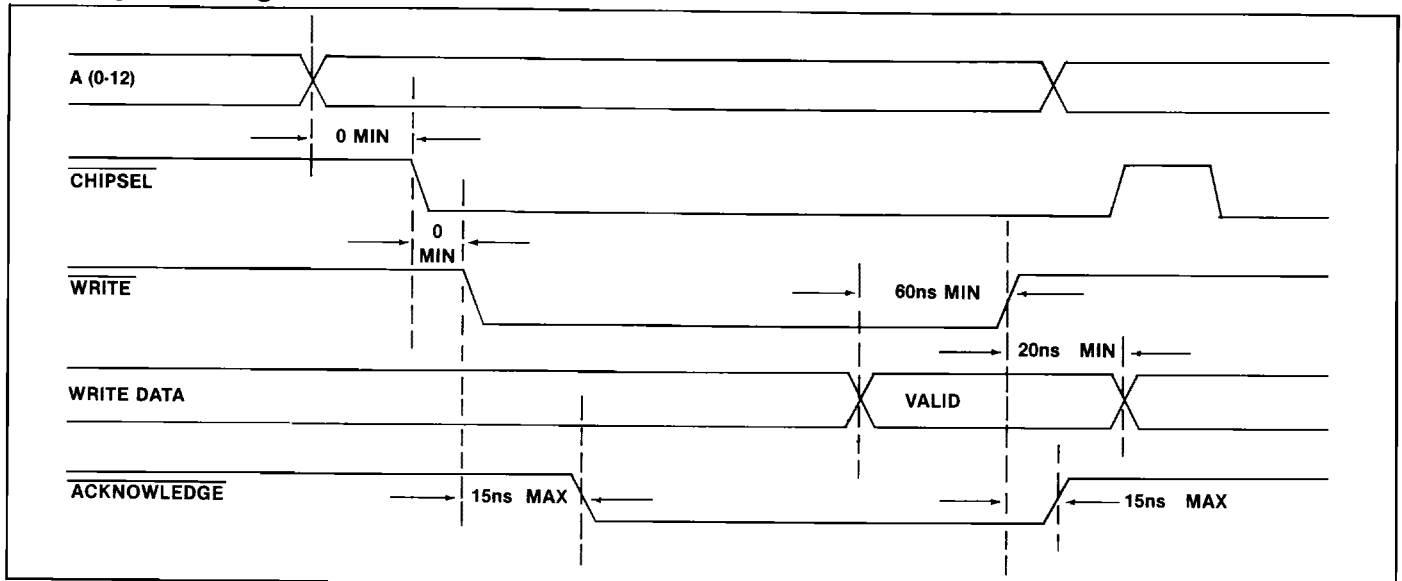 A (0-12)
0 MIN
CHIPSEL
0
MIN
WRITE
60ns MIN
20ns MIN
WRITE DATA
VALID
ACKNOWLEDGE
15ns MAX
15ns MAX